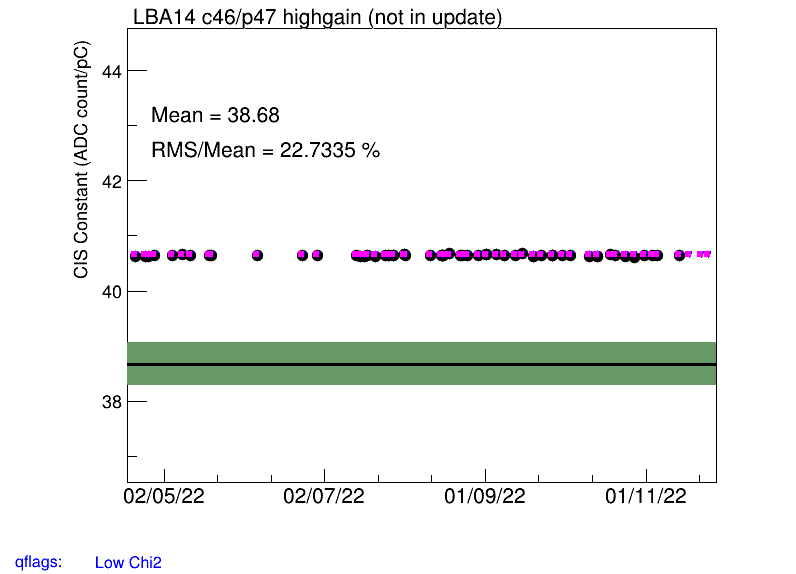 LBA14 c46/p47 highgain (not in update)
CIS Constant (ADC count/pC)
44
Mean = 38.68
RMS/Mean = 22.7335 %
42
40
38
02/05/22 02/07/22 01/09/22 01/11/22
qflags: Low Chi2